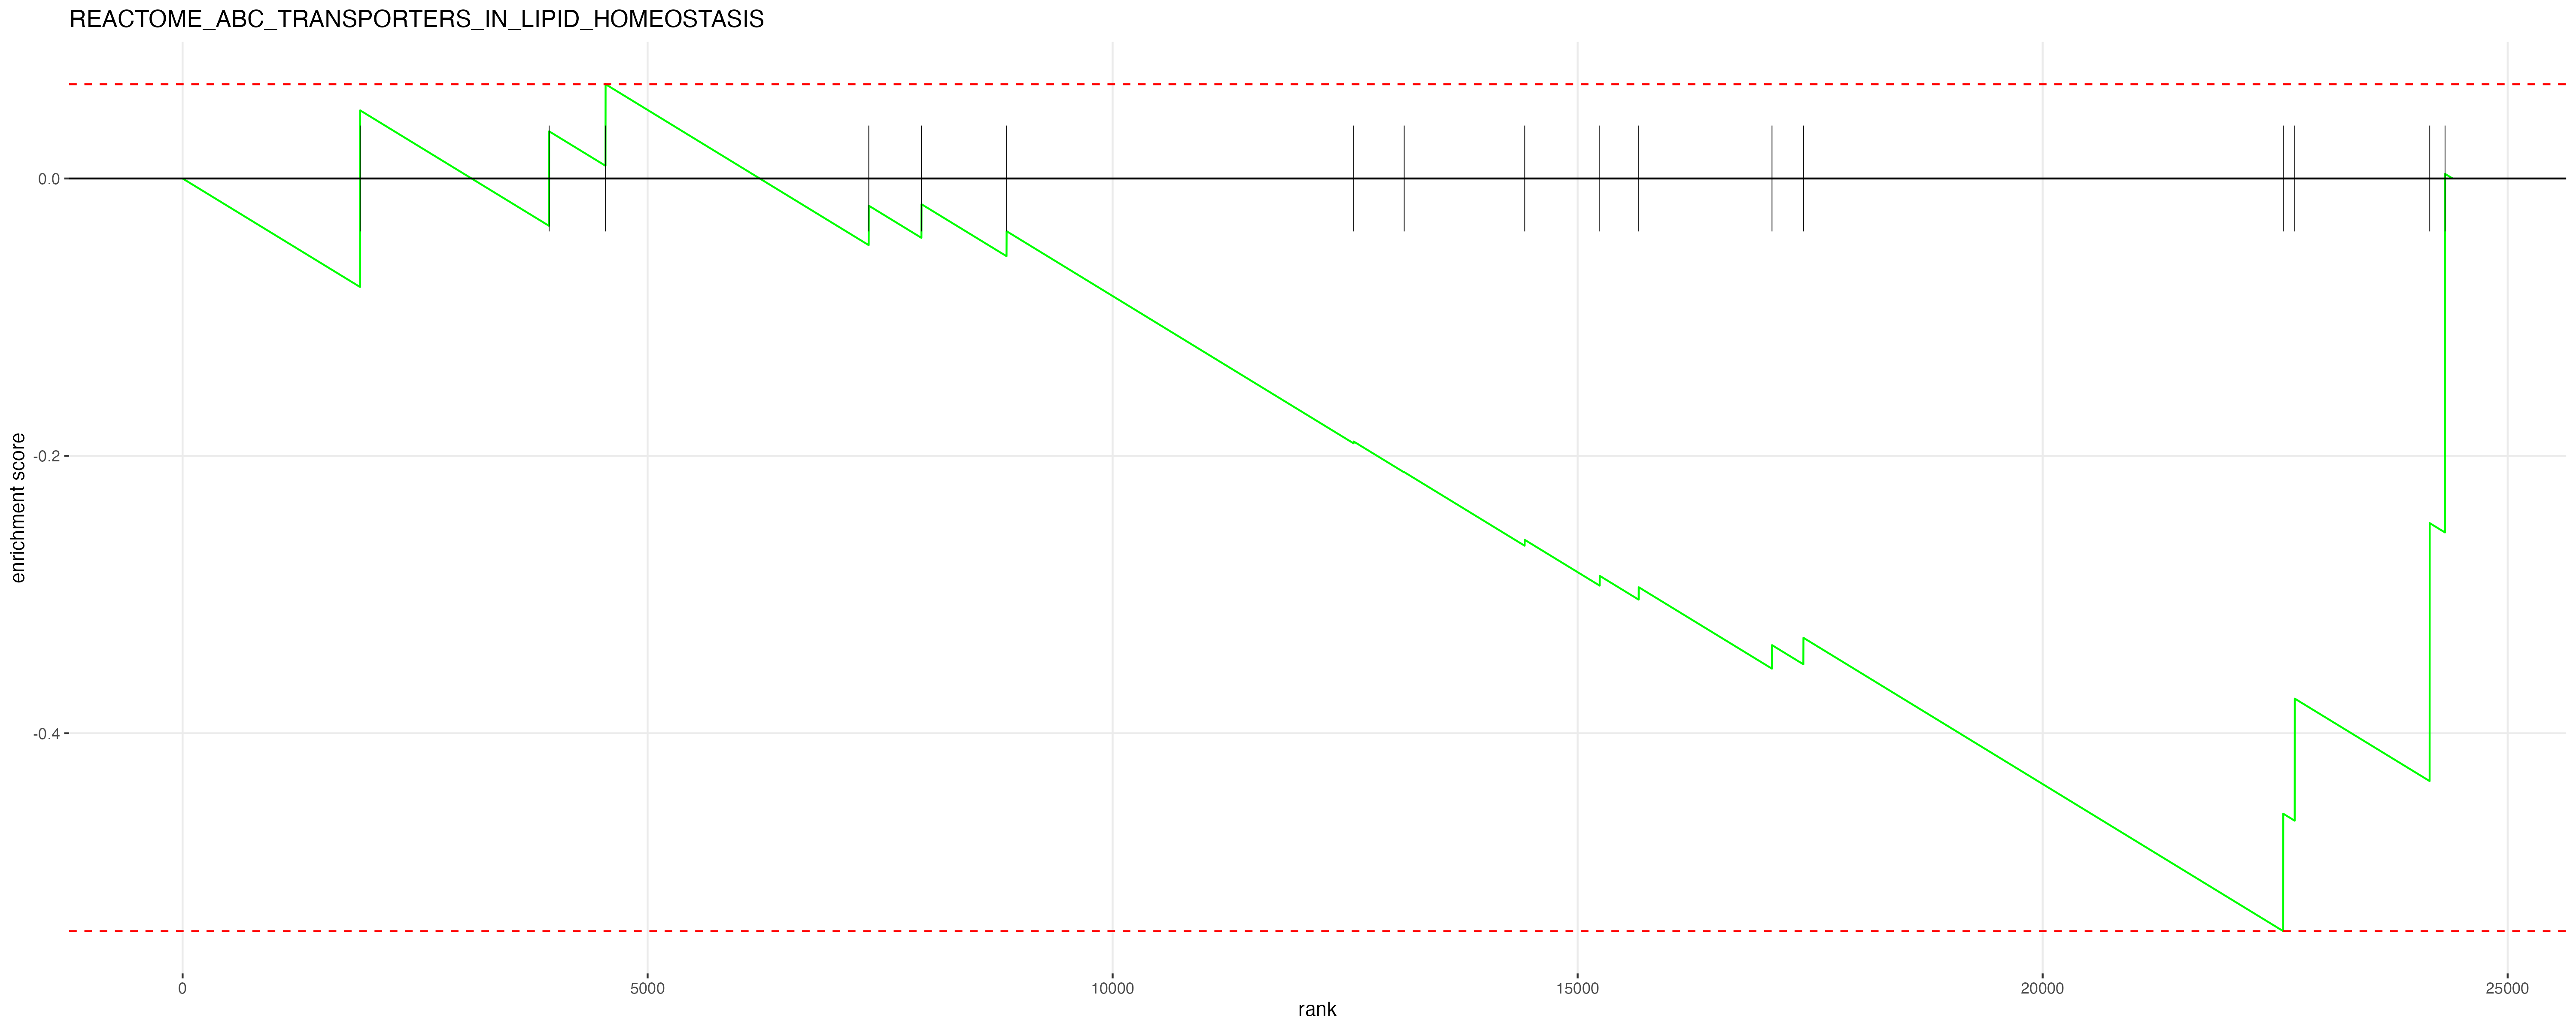 REACTOME_ABC_TRANSPORTERS_IN_LIPID_HOMEOSTASIS
0.0
-0.2
-0.4
enrichment score
0 5000 10000 15000 20000 25000
rank